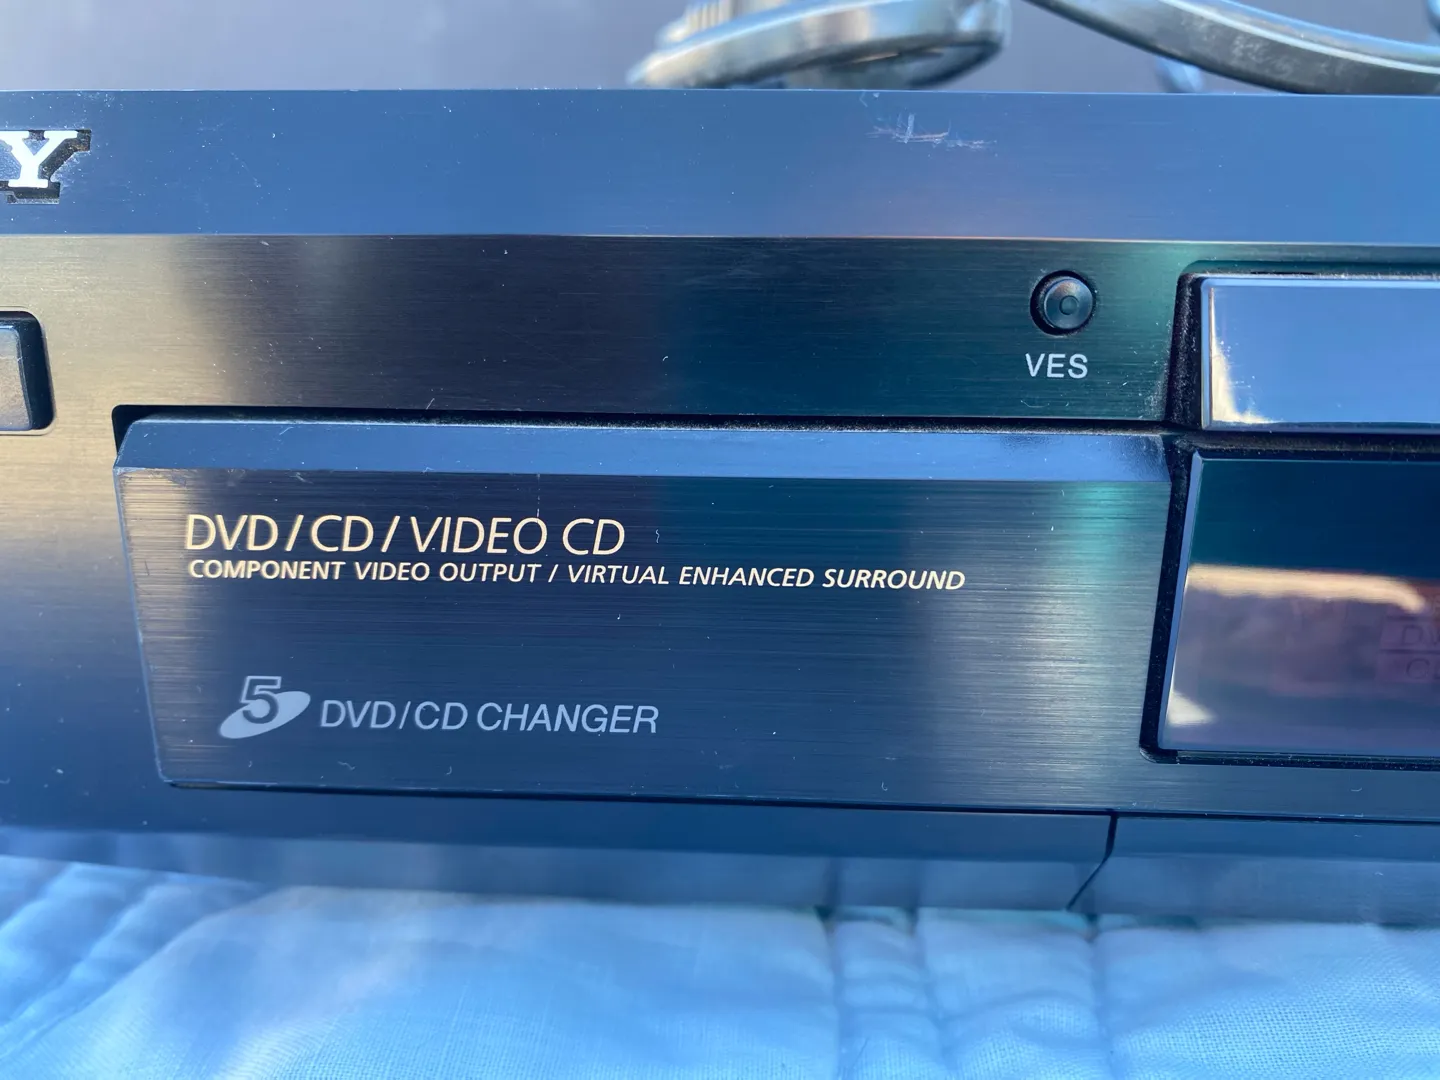 Y
VES
DVD/CD/VIDEO CD
COMPONENT VIDEO OUTPUT / VIRTUAL ENHANCED SURROUND
5 DVD/CD CHANGER